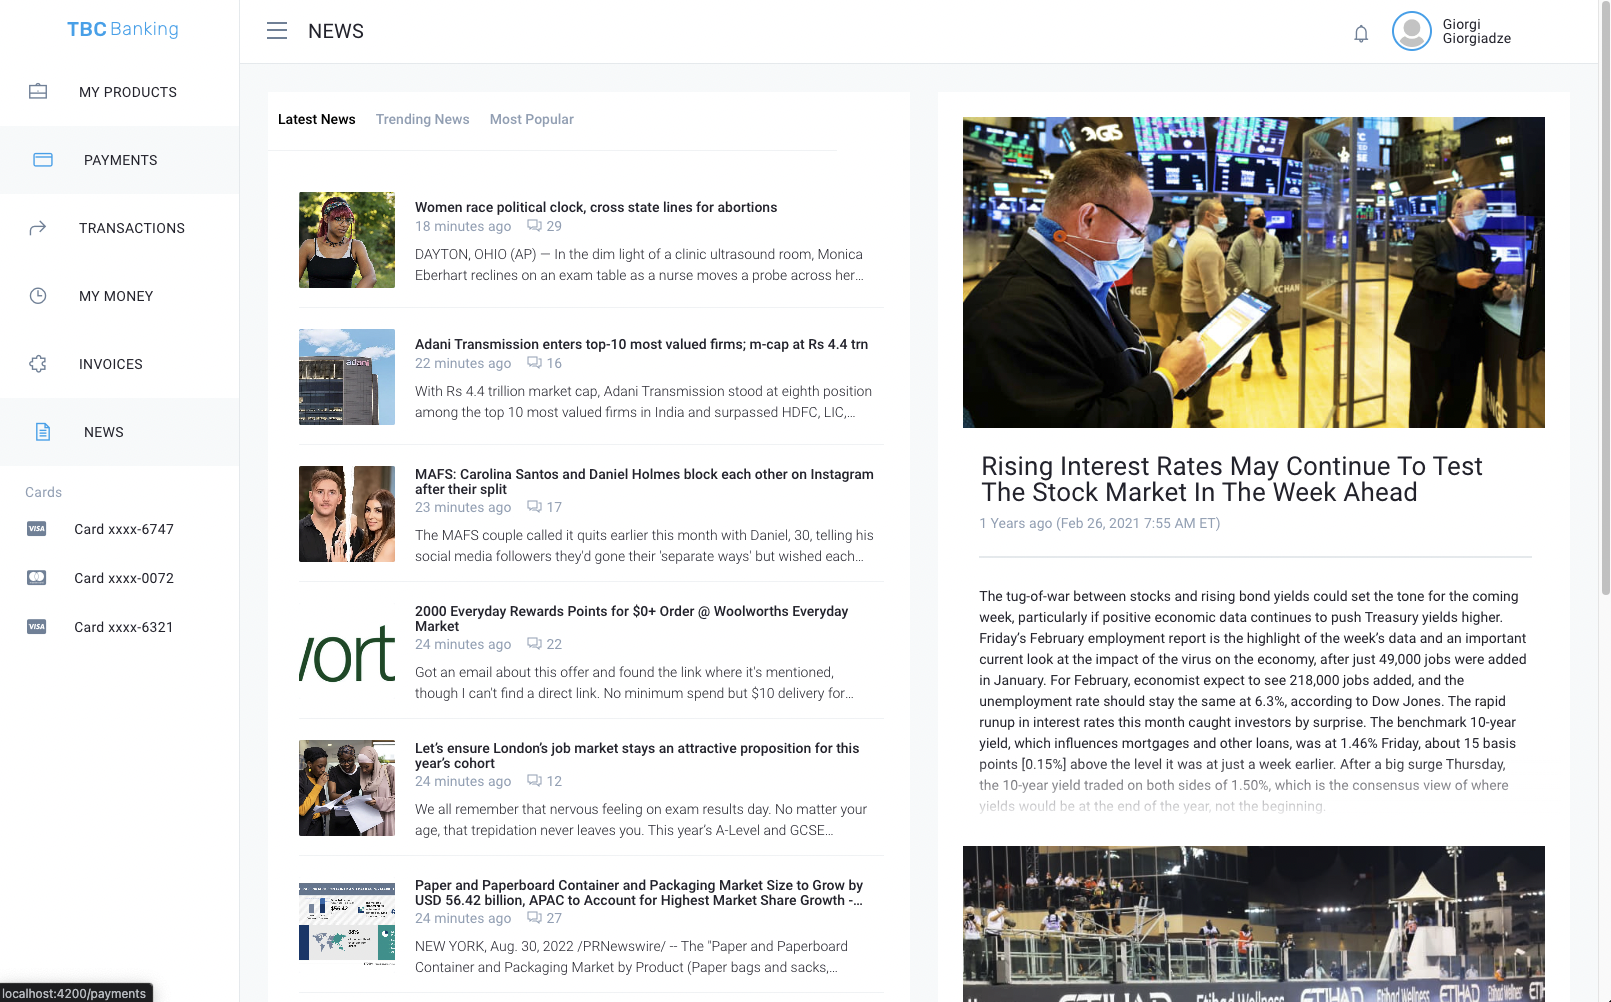 TBC Banking
NEWS
Giorgi
Giorgiadze
MY PRODUCTS
PAYMENTS
TRANSACTIONS
MY MONEY
INVOICES
NEWS
Cards
VISA
Card xxxx-6747
Card xxxx-0072
VISA
Card xxxx-6321
Latest News Trending News Most Popular
Women race political clock, cross state lines for abortions
18 minutes ago 29
DAYTON, OHIO (AP) — In the dim light of a clinic ultrasound room, Monica
Eberhart reclines on an exam table as a nurse moves a probe across her…
adani
Adani Transmission enters top-10 most valued firms; m-cap at Rs 4.4 trn
22 minutes ago 16
With Rs 4.4 trillion market cap, Adani Transmission stood at eighth position
among the top 10 most valued firms in India and surpassed HDFC, LIC,…
MAFS: Carolina Santos and Daniel Holmes block each other on Instagram
after their split
23 minutes ago 17
The MAFS couple called it quits earlier this month with Daniel, 30, telling his
social media followers they'd gone their 'separate ways' but wished each…
ort
2000 Everyday Rewards Points for $0+ Order @ Woolworths Everyday
Market
24 minutes ago 22
Got an email about this offer and found the link where it's mentioned,
though I can't find a direct link. No minimum spend but $10 delivery for…
Let’s ensure London’s job market stays an attractive proposition for this
year’s cohort
24 minutes ago 12
We all remember that nervous feeling on exam results day. No matter your
age, that trepidation never leaves you. This year’s A-Level and GCSE…
Paper and Paperboard Container and Packaging Market Size to Grow by
USD 56.42 billion, APAC to Account for Highest Market Share Growth -…
24 minutes ago 27
NEW YORK, Aug. 30, 2022 /PRNewswire/ -- The "Paper and Paperboard
Container and Packaging Market by Product (Paper bags and sacks,…
Rising Interest Rates May Continue To Test
The Stock Market In The Week Ahead
1 Years ago (Feb 26, 2021 7:55 AM ET)
The tug-of-war between stocks and rising bond yields could set the tone for the coming
week, particularly if positive economic data continues to push Treasury yields higher.
Friday’s February employment report is the highlight of the week’s data and an important
current look at the impact of the virus on the economy, after just 49,000 jobs were added
in January. For February, economist expect to see 218,000 jobs added, and the
unemployment rate should stay the same at 6.3%, according to Dow Jones. The rapid
runup in interest rates this month caught investors by surprise. The benchmark 10-year
yield, which influences mortgages and other loans, was at 1.46% Friday, about 15 basis
points [0.15%] above the level it was at just a week earlier. After a big surge Thursday,
the 10-year yield traded on both sides of 1.50%, which is the consensus view of where
yields would be at the end of the year, not the beginning.
ETIHAD Etihad Wellness ETIHAD Etihad Wellness
localhost:4200/payments